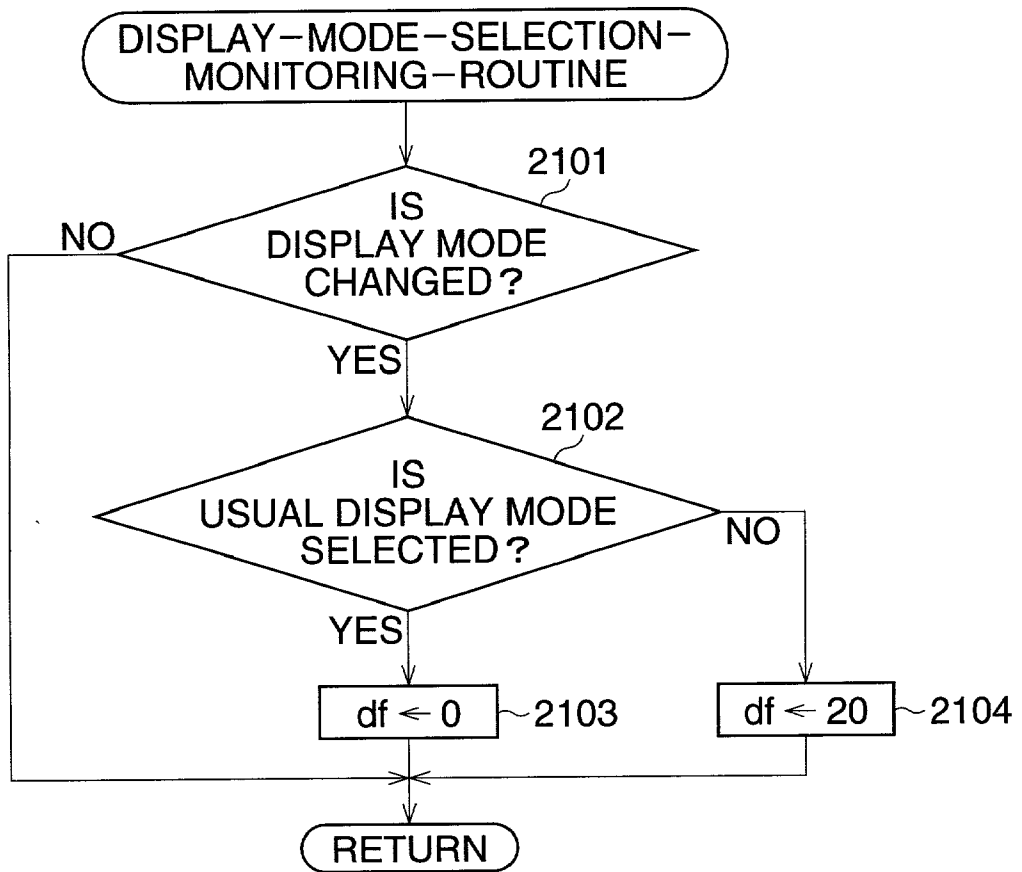 DISPLAY-MODE-SELECTION-
MONITORING-ROUTINE
2101
IS
DISPLAY MODE
CHANGED?
NO
YES
2102
IS
USUAL DISPLAY MODE
SELECTED?
NO
YES
df ← 0
2103
df ← 20
2104
RETURN